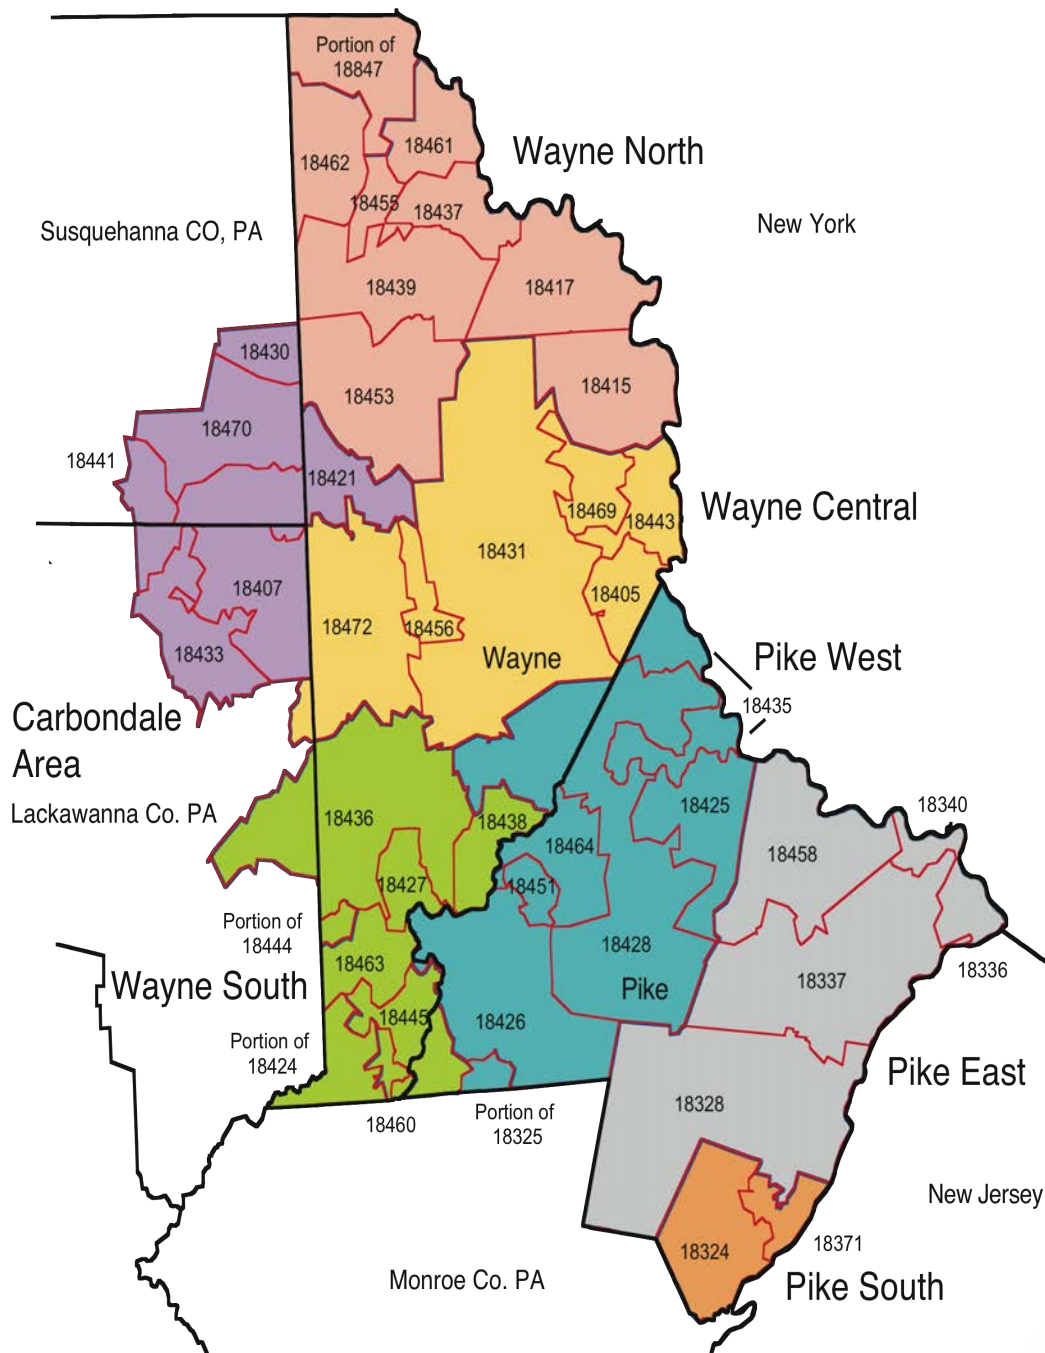 Portion of
18847
18461
Wayne North
18462
18455
18437
New York
Susquehanna CO, PA
18439
18417
18430
18453
18415
18470
18441
18421
Wayne Central
18469
18443
18431
18407
18405
18472
18456
18433
Wayne
Pike West
18435
Carbondale
Area
Lackawanna Co. PA
18436
18438
18425
18340
18464
18458
18427
18451
Portion of
18444
18428
18463
18337
18336
Wayne South
Pike
18445
18426
Portion of
18424
Pike East
18328
18460
Portion of
18325
New Jersey
18324
18371
Monroe Co. PA
Pike South